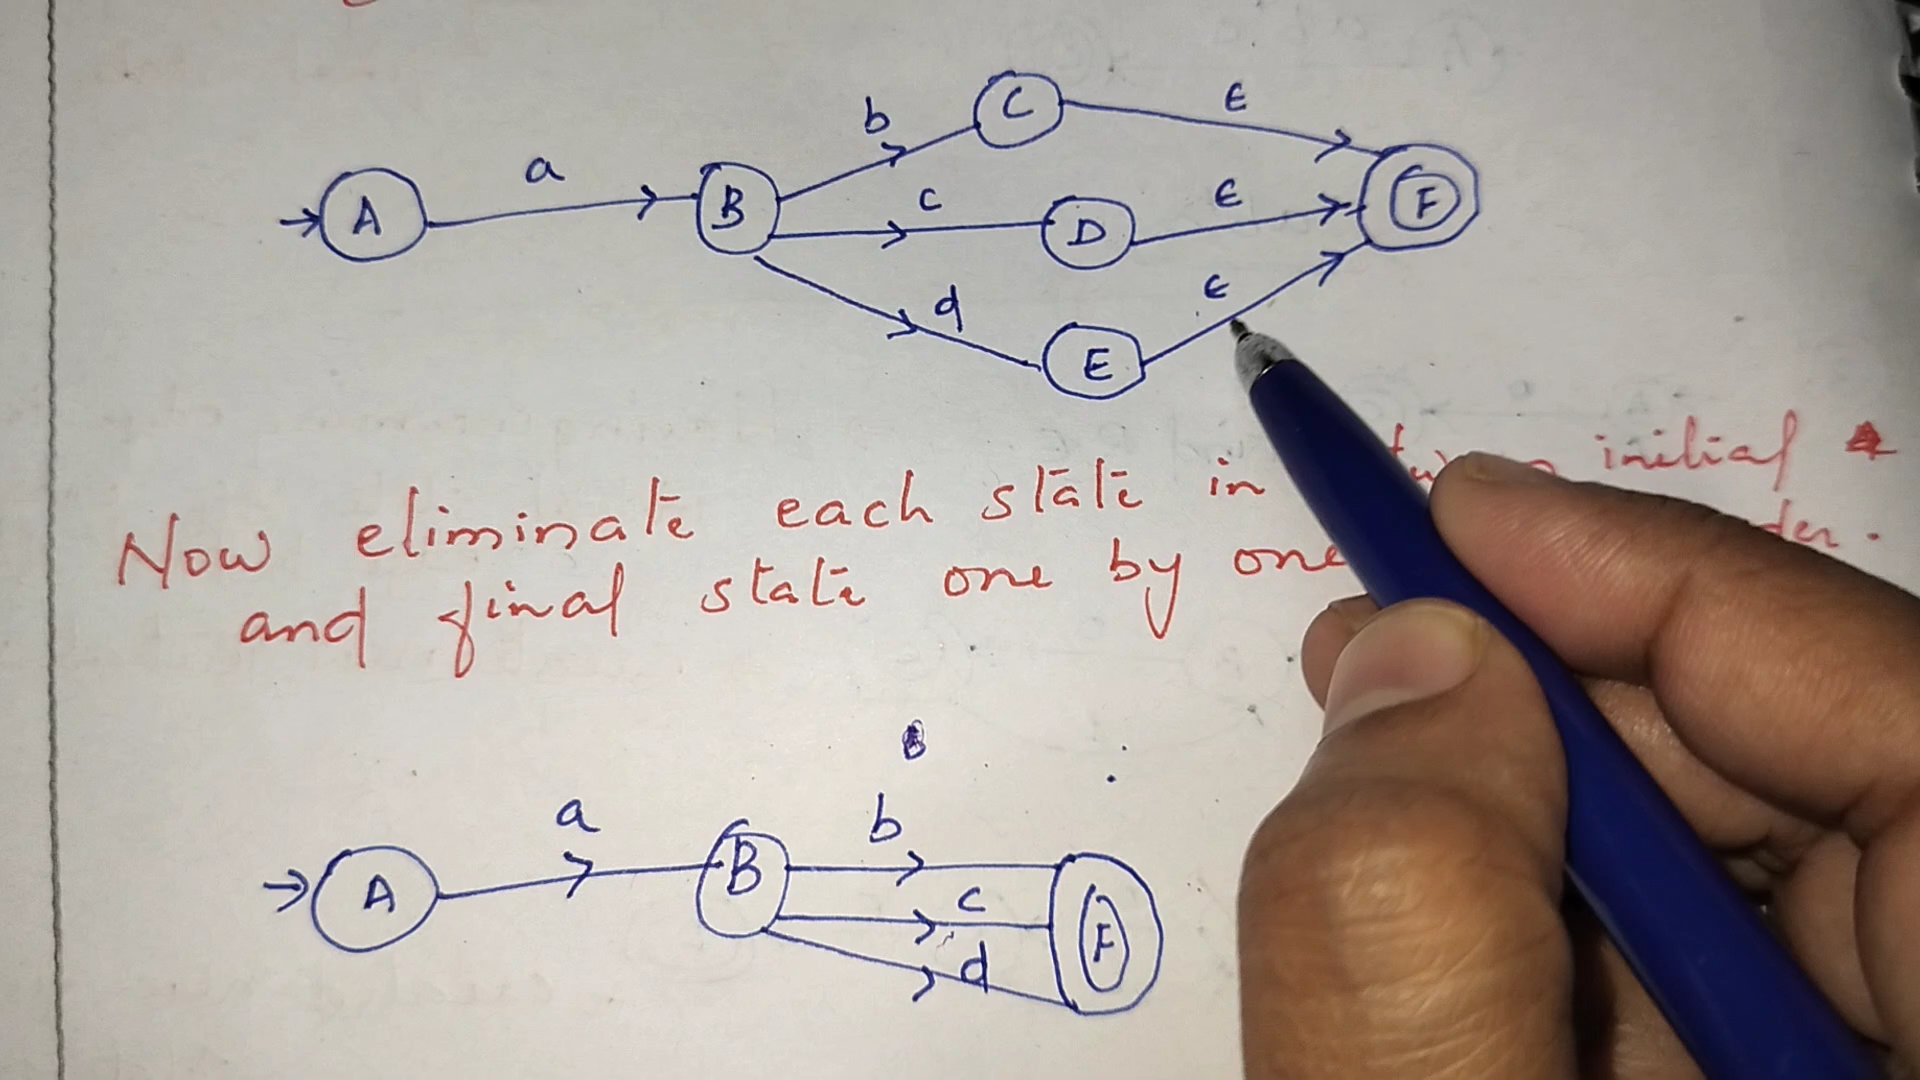 b C ϵ
A a B c D ϵ F
d E ϵ
Now eliminate each state in initial &
and final state one by one
A a B b F
c
d